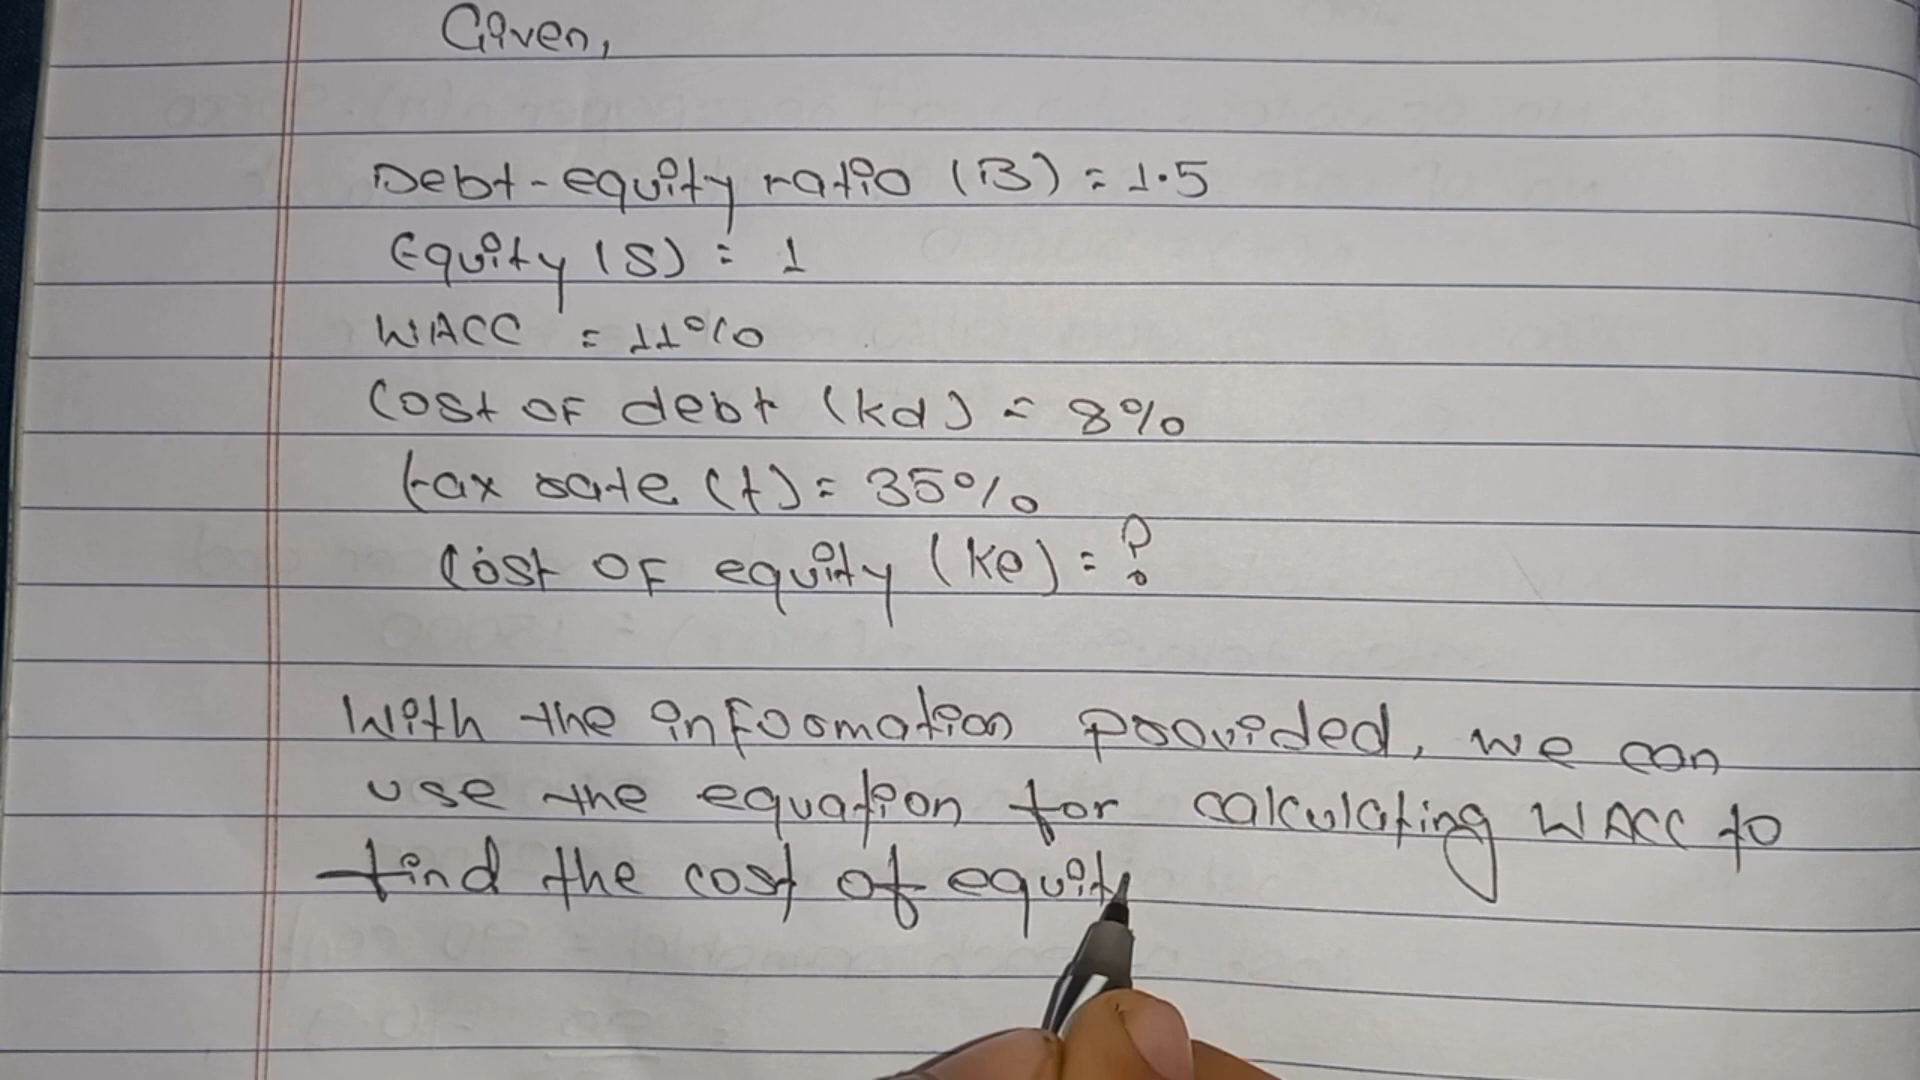 Given,
Debt-equity ratio (B) = 1.5
Equity (S) = 1
WACC = 11%
Cost of debt (kd) = 8%
tax rate (t) = 35%
Cost of equity (ke) = ?
With the information provided, we can
use the equation for calculating WACC to
find the cost of equit